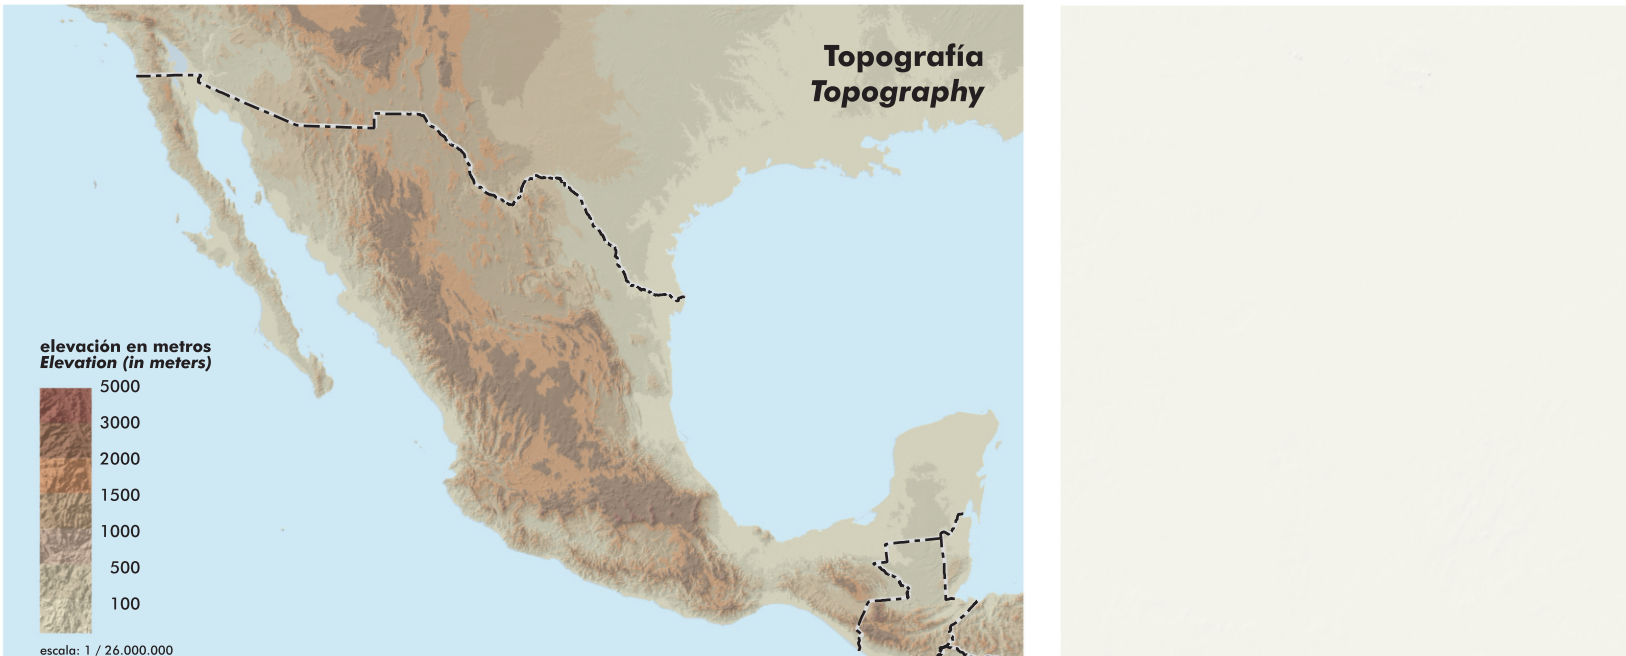 Topografía
Topography
elevación en metros
Elevation (in meters)
5000
3000
2000
1500
1000
500
100
escala: 1 / 26.000.000